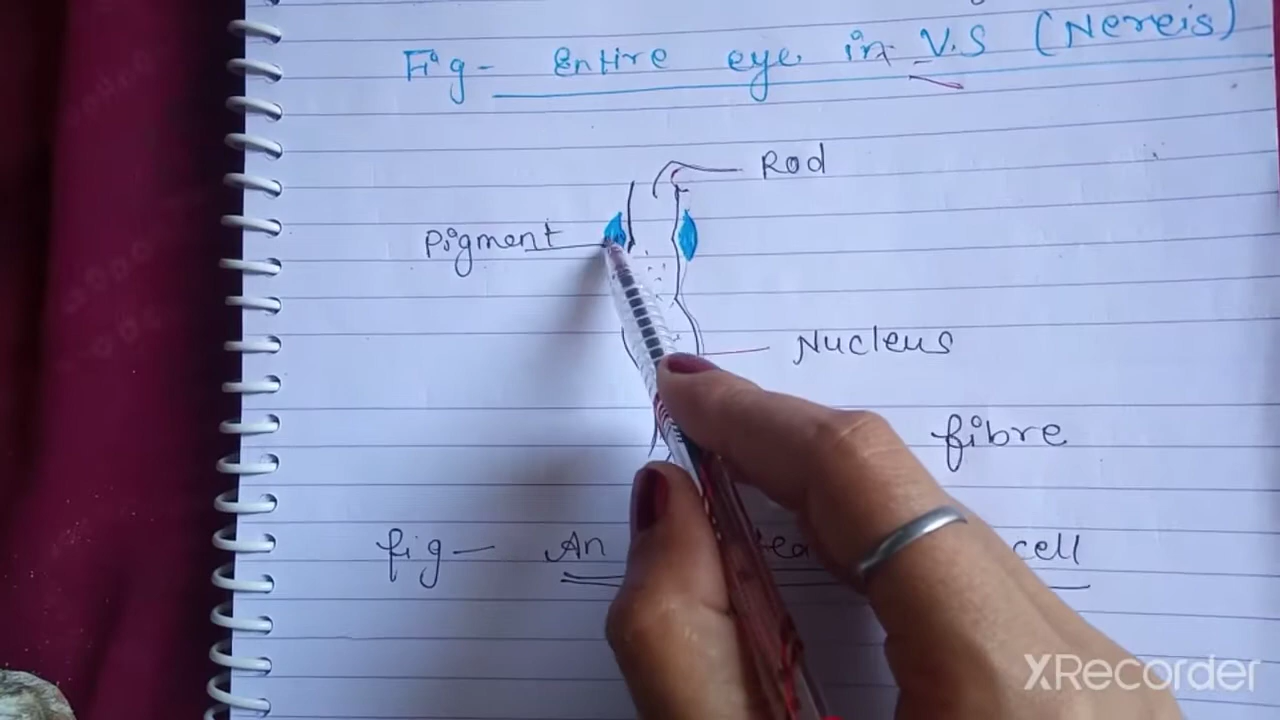 Fig- Entire eye in V.S (Nereis)
Rod
Pigment
Nucleus
fibre
fig- An cell
XRecorder